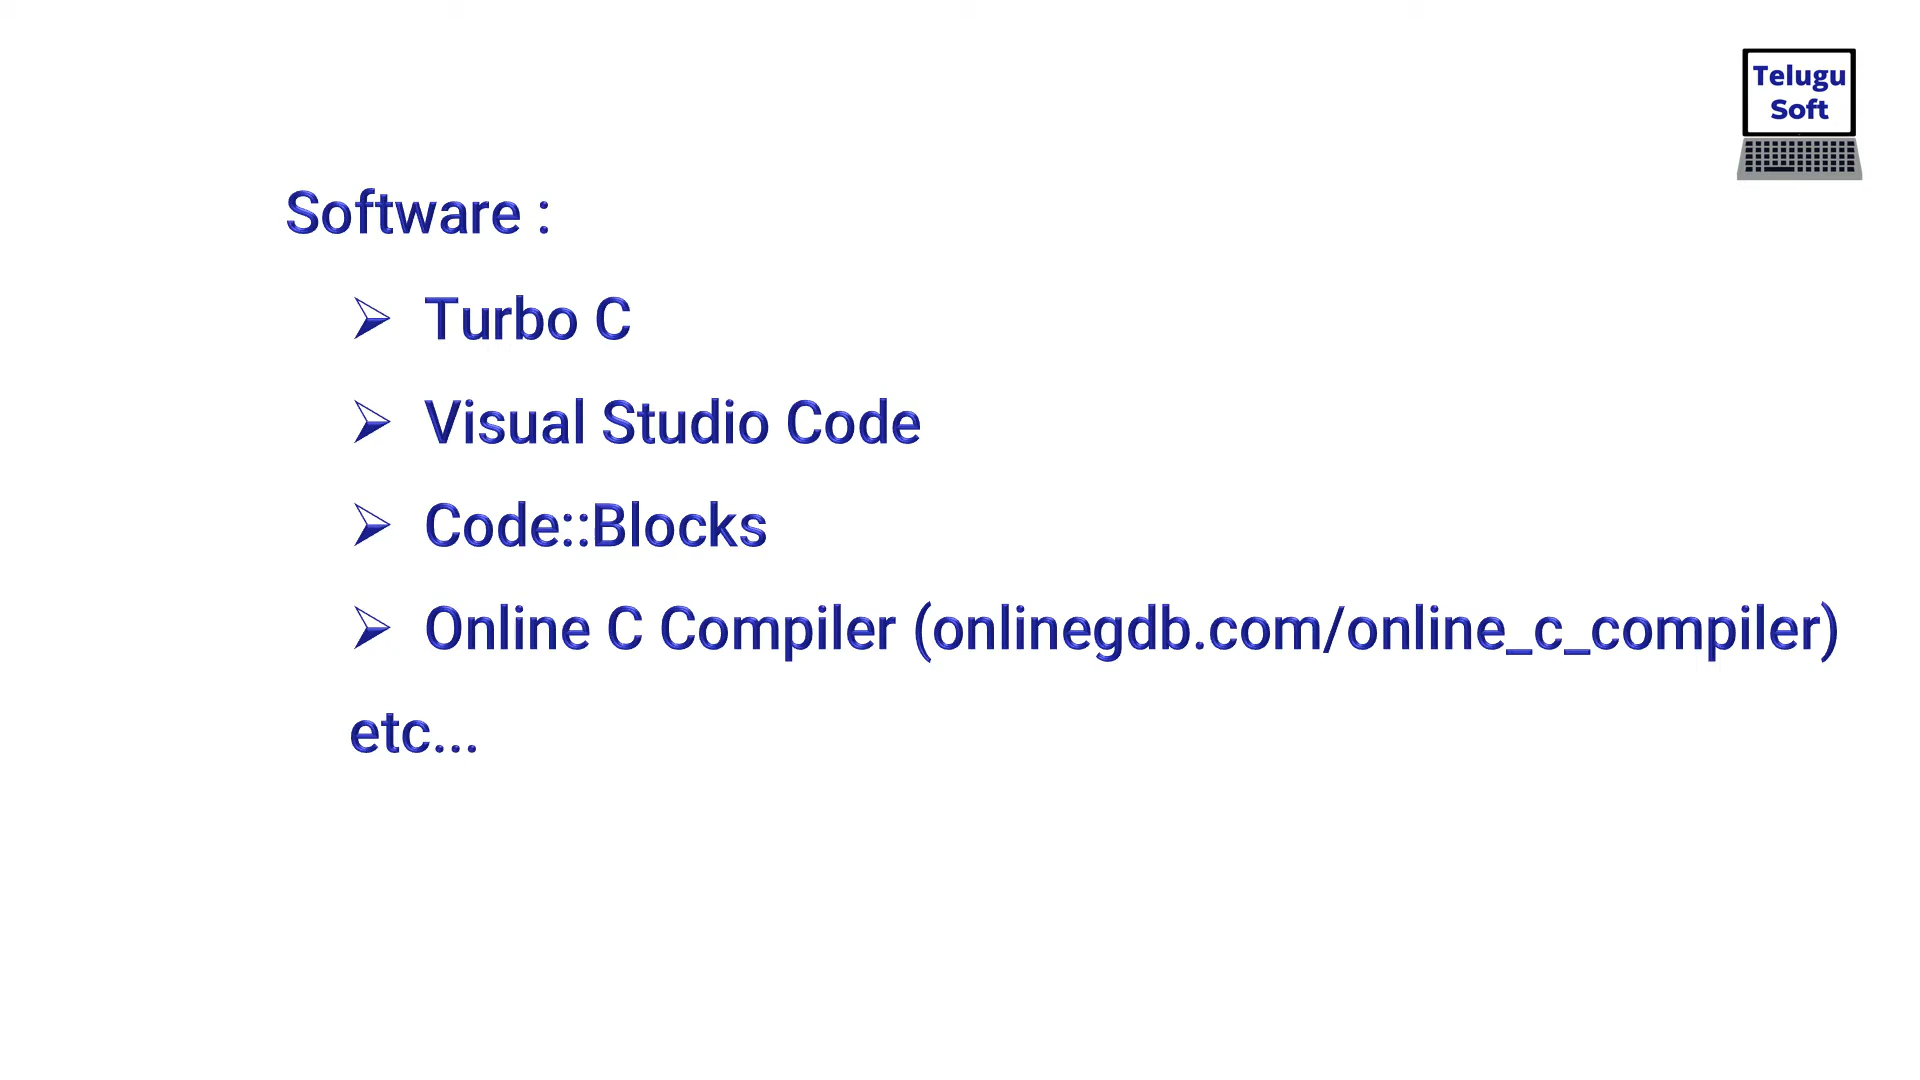 Telugu
Soft
Software :
➢ Turbo C
➢ Visual Studio Code
➢ Code::Blocks
➢ Online C Compiler (onlinegdb.com/online_c_compiler)
etc...